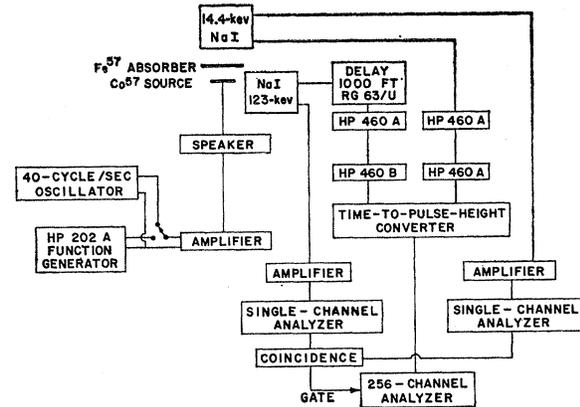 14.4-kev
NaI
Fe57 ABSORBER
Co57 SOURCE
NaI
123-kev
DELAY
1000 FT
RG 63/U
HP 460 A
HP 460 A
SPEAKER
HP 460 B
HP 460 A
40-CYCLE/SEC
OSCILLATOR
TIME-TO-PULSE-HEIGHT
CONVERTER
HP 202 A
FUNCTION
GENERATOR
AMPLIFIER
AMPLIFIER
AMPLIFIER
SINGLE-CHANNEL
ANALYZER
SINGLE-CHANNEL
ANALYZER
COINCIDENCE
GATE
256-CHANNEL
ANALYZER